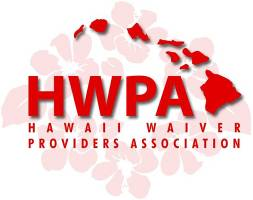 HWPA
HAWAII WAIVER
PROVIDERS ASSOCIATION